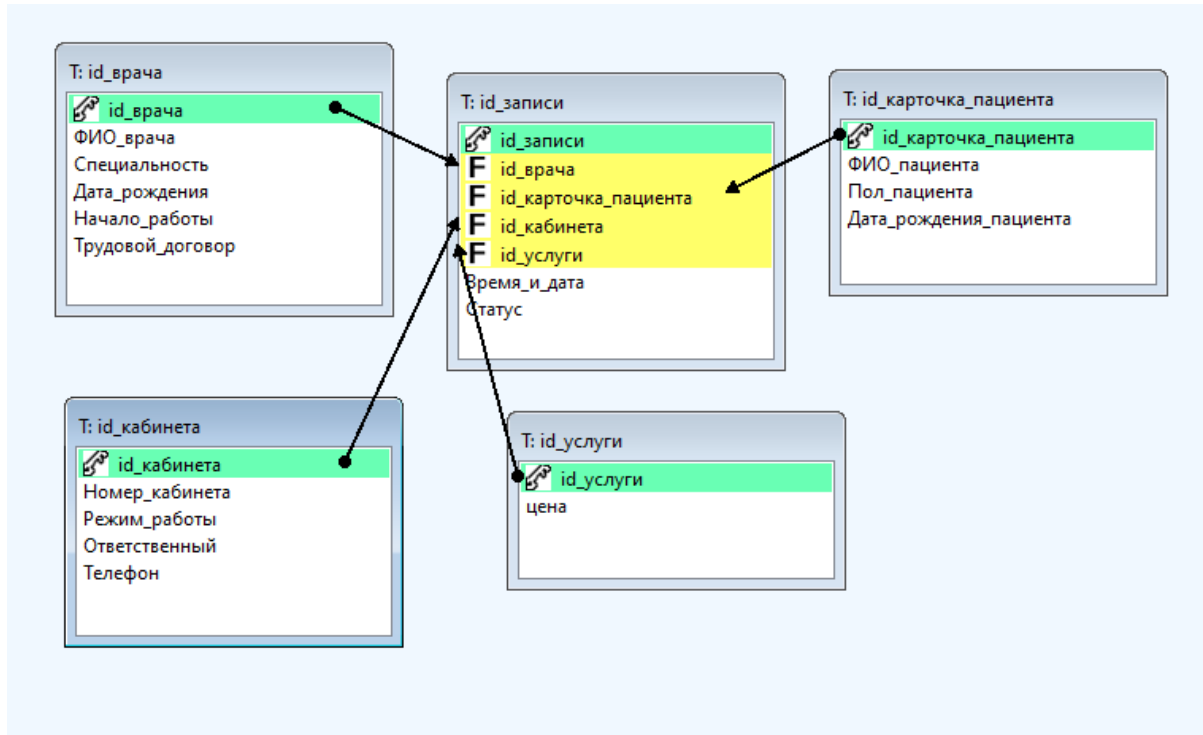 T: id_врача
id_врача
ФИО_врача
Специальность
Дата_рождения
Начало_работы
Трудовой_договор
T: id_записи
id_записи
F id_врача
F id_карточка_пациента
F id_кабинета
F id_услуги
Время_и_дата
Статус
T: id_карточка_пациента
id_карточка_пациента
ФИО_пациента
Пол_пациента
Дата_рождения_пациента
T: id_кабинета
id_кабинета
Номер_кабинета
Режим_работы
Ответственный
Телефон
T: id_услуги
id_услуги
цена